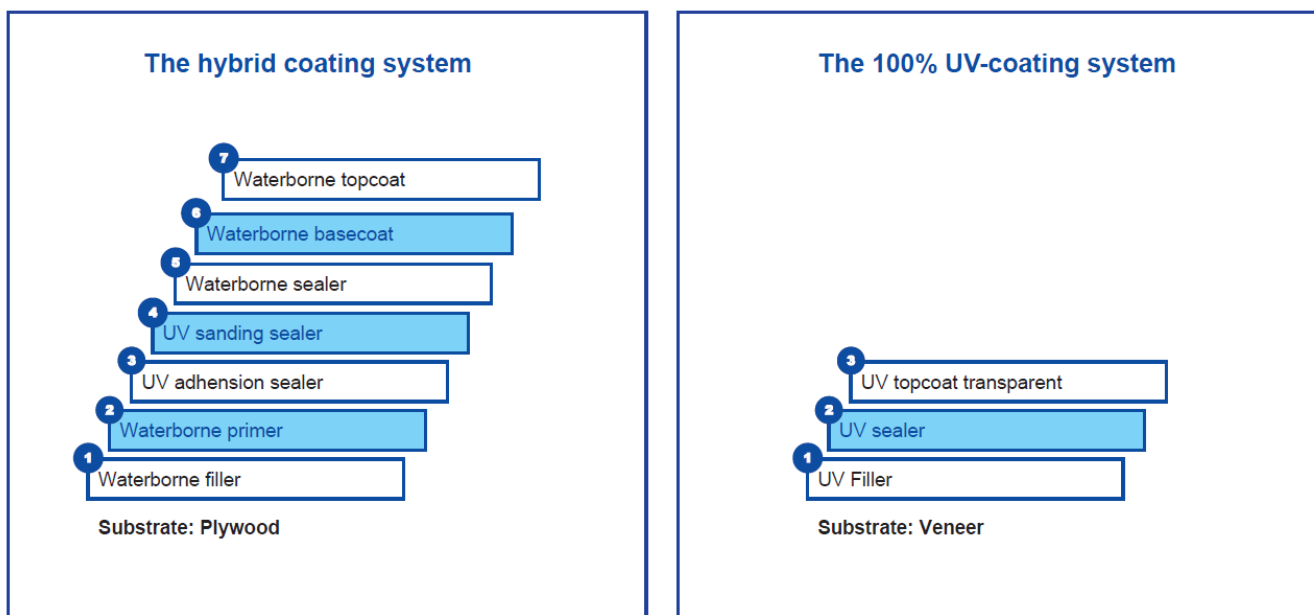 The hybrid coating system
7
Waterborne topcoat
6
Waterborne basecoat
5
Waterborne sealer
4
UV sanding sealer
3
UV adhension sealer
2
Waterborne primer
1
Waterborne filler
Substrate: Plywood
The 100% UV-coating system
3
UV topcoat transparent
2
UV sealer
1
UV Filler
Substrate: Veneer